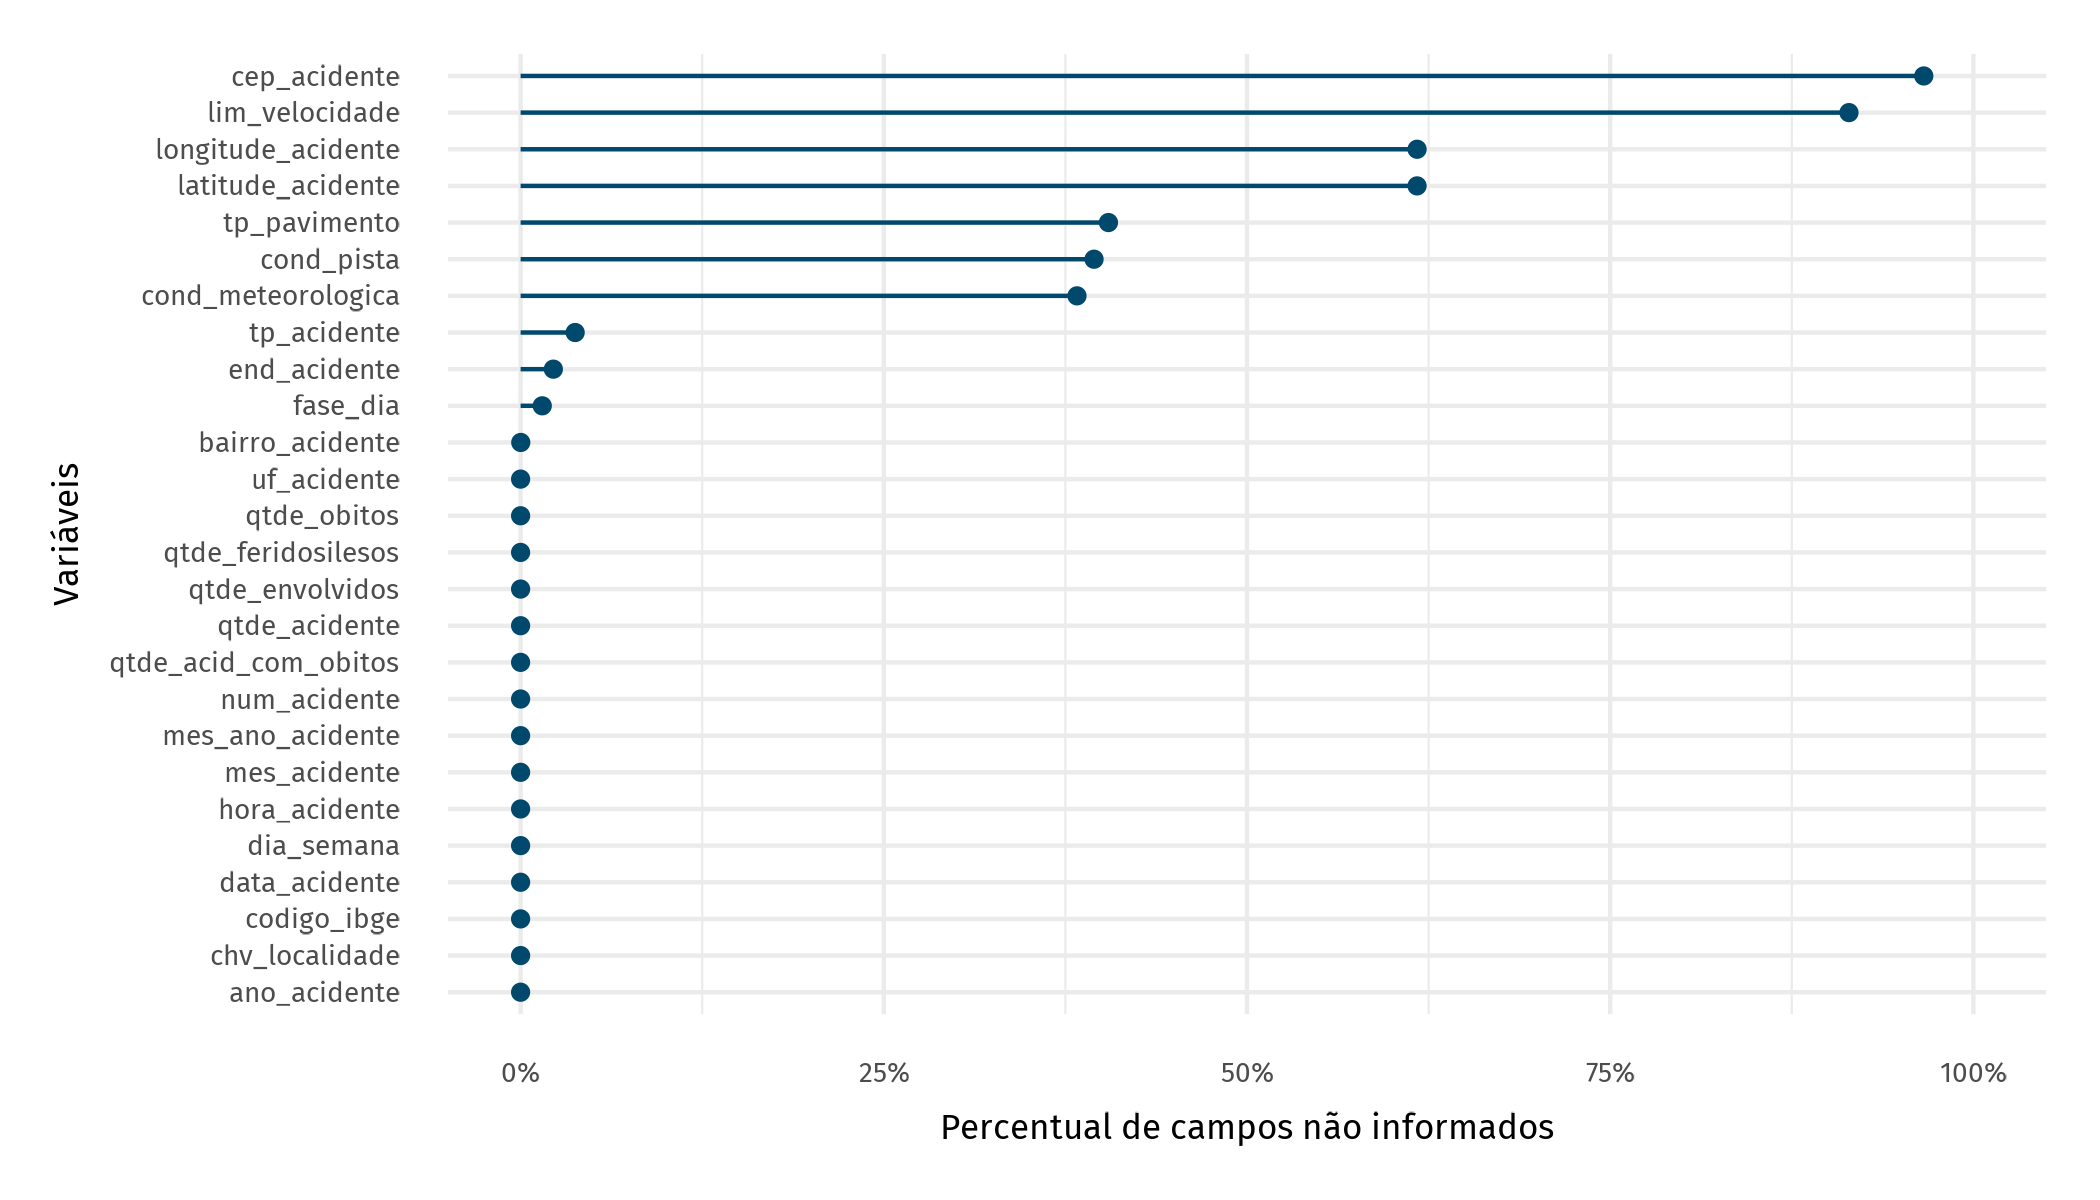 cep_acidente
lim_velocidade
longitude_acidente
latitude_acidente
tp_pavimento
cond_pista
cond_meteorologica
tp_acidente
end_acidente
fase_dia
bairro_acidente
uf_acidente
qtde_obitos
qtde_feridosilesos
qtde_envolvidos
qtde_acidente
qtde_acid_com_obitos
num_acidente
mes_ano_acidente
mes_acidente
hora_acidente
dia_semana
data_acidente
codigo_ibge
chv_localidade
ano_acidente
Variáveis
0% 25% 50% 75% 100%
Percentual de campos não informados